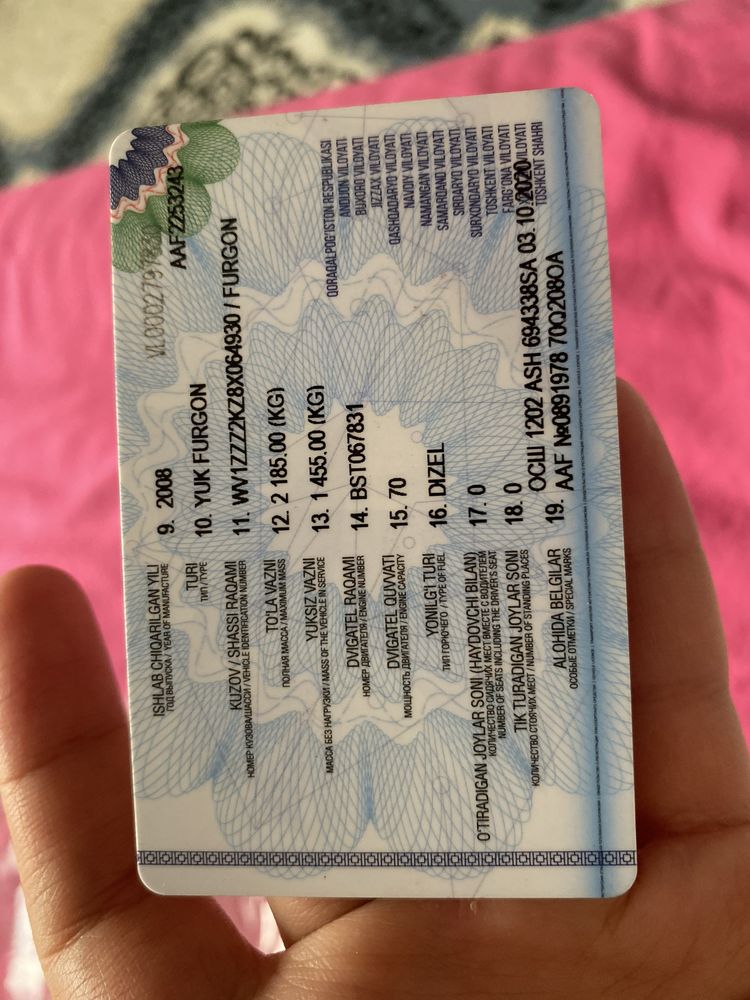 AAF2253243
QORAQALPOG'ISTON RESPUBLIKASI
ANDIJON VILOYATI
BUXORO VILOYATI
JIZZAX VILOYATI
QASHQADARYO VILOYATI
NAVOIY VILOYATI
NAMANGAN VILOYATI
SAMARQAND VILOYATI
SIRDARYO VILOYATI
SURXONDARYO VILOYATI
TOSHKENT VILOYATI
FARG'ONA VILOYATI
TOSHKENT SHAHRI
ISHLAB CHIQARILGAN YILI 9. 2008
ГОД ВЫПУСКА / YEAR OF MANUFACTURE
TURI 10. YUK FURGON
ТИП / TYPE
KUZOV / SHASSI RAQAMI 11. WV1ZZZ2KZ8X064930 / FURGON
НОМЕР КУЗОВА/ШАССИ / VEHICLE IDENTIFICATION NUMBER
TO'LA VAZNI 12. 2 185.00 (KG)
ПОЛНАЯ МАССА / MAXIMUM MASS
YUKSIZ VAZNI 13. 1 455.00 (KG)
МАССА БЕЗ НАГРУЗКИ / MASS OF THE VEHICLE IN SERVICE
DVIGATEL RAQAMI 14. BST067831
НОМЕР ДВИГАТЕЛЯ / ENGINE NUMBER
DVIGATEL QUVVATI 15. 70
МОЩНОСТЬ ДВИГАТЕЛЯ / ENGINE CAPACITY
YONILG'I TURI 16. DIZEL
ТИП ГОРЮЧЕГО / TYPE OF FUEL
O'TIRADIGAN JOYLAR SONI (HAYDOVCHI BILAN) 17. 0
КОЛИЧЕСТВО СИДЯЧИХ МЕСТ ВМЕСТЕ С ВОДИТЕЛЕМ
NUMBER OF SEATS INCLUDING THE DRIVER'S SEAT
TIK TURADIGAN JOYLAR SONI 18. 0
КОЛИЧЕСТВО СТОЯЧИХ МЕСТ / NUMBER OF STANDING PLACES
ОСШ 1202 ASH 694338SA 03.10.2020
ALOHIDA BELGILAR 19. AAF №0891978 70Q208OA
ОСОБЫЕ ОТМЕТКИ / SPECIAL MARKS